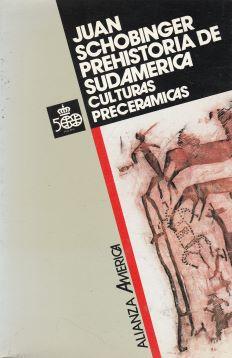 JUAN
SCHOBINGER
PREHISTORIA DE
SUDAMERICA
CULTURAS
PRECERAMICAS
ALIANZA AMERICA